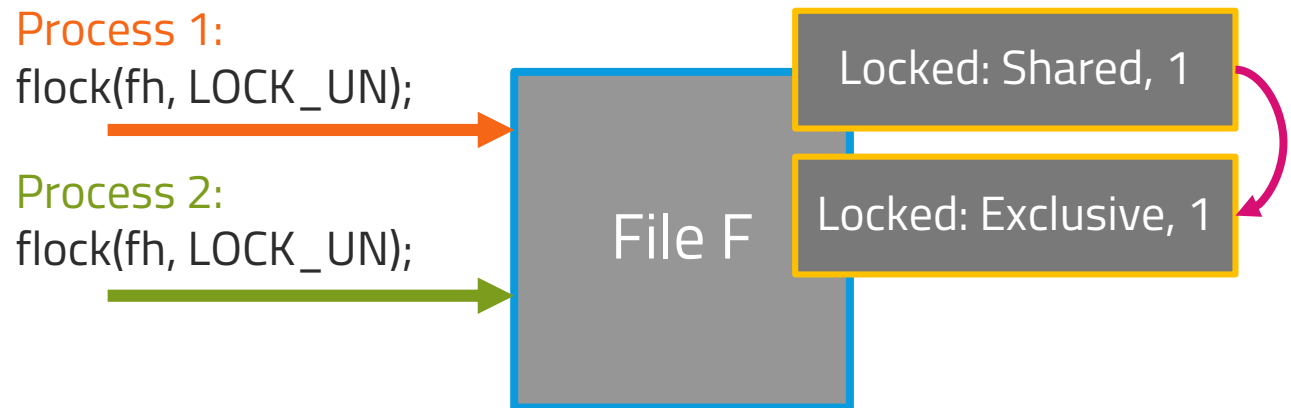 Process 1:
flock(fh, LOCK_UN);
Process 2:
flock(fh, LOCK_UN);
File F
Locked: Shared, 1
Locked: Exclusive, 1